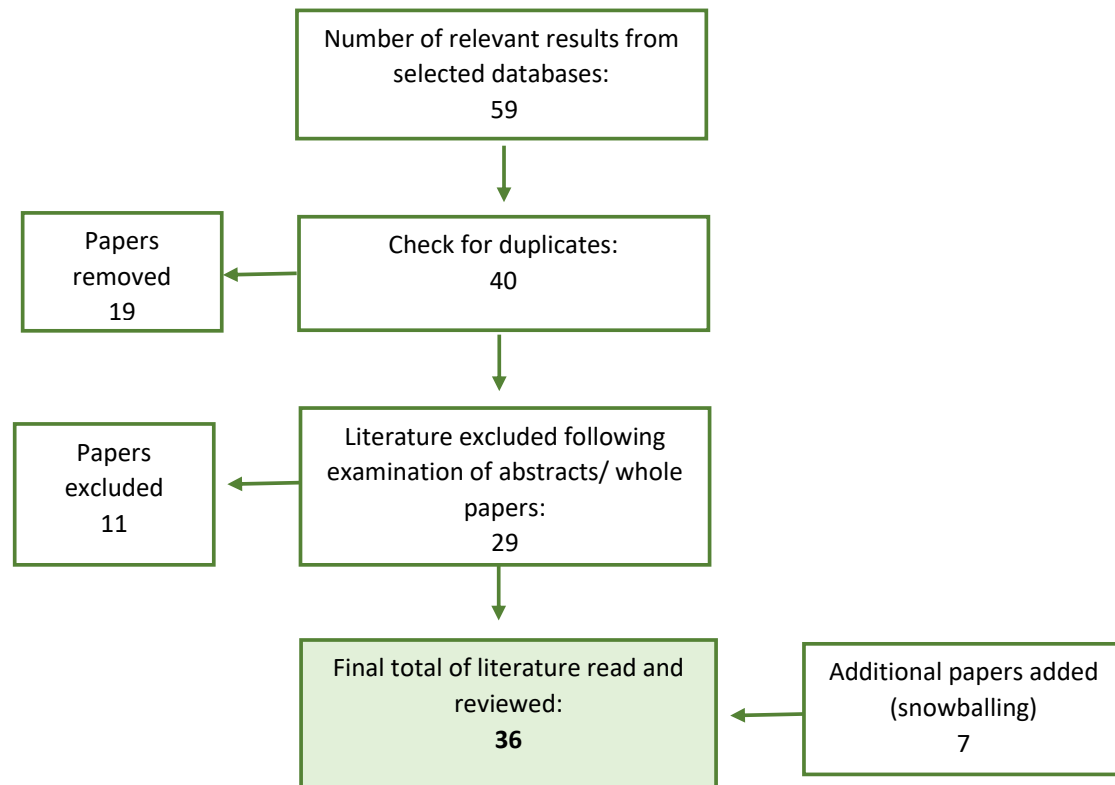 Number of relevant results from
selected databases:
59
Papers
removed
19
Check for duplicates:
40
Papers
excluded
11
Literature excluded following
examination of abstracts/ whole
papers:
29
Final total of literature read and
reviewed:
36
Additional papers added
(snowballing)
7